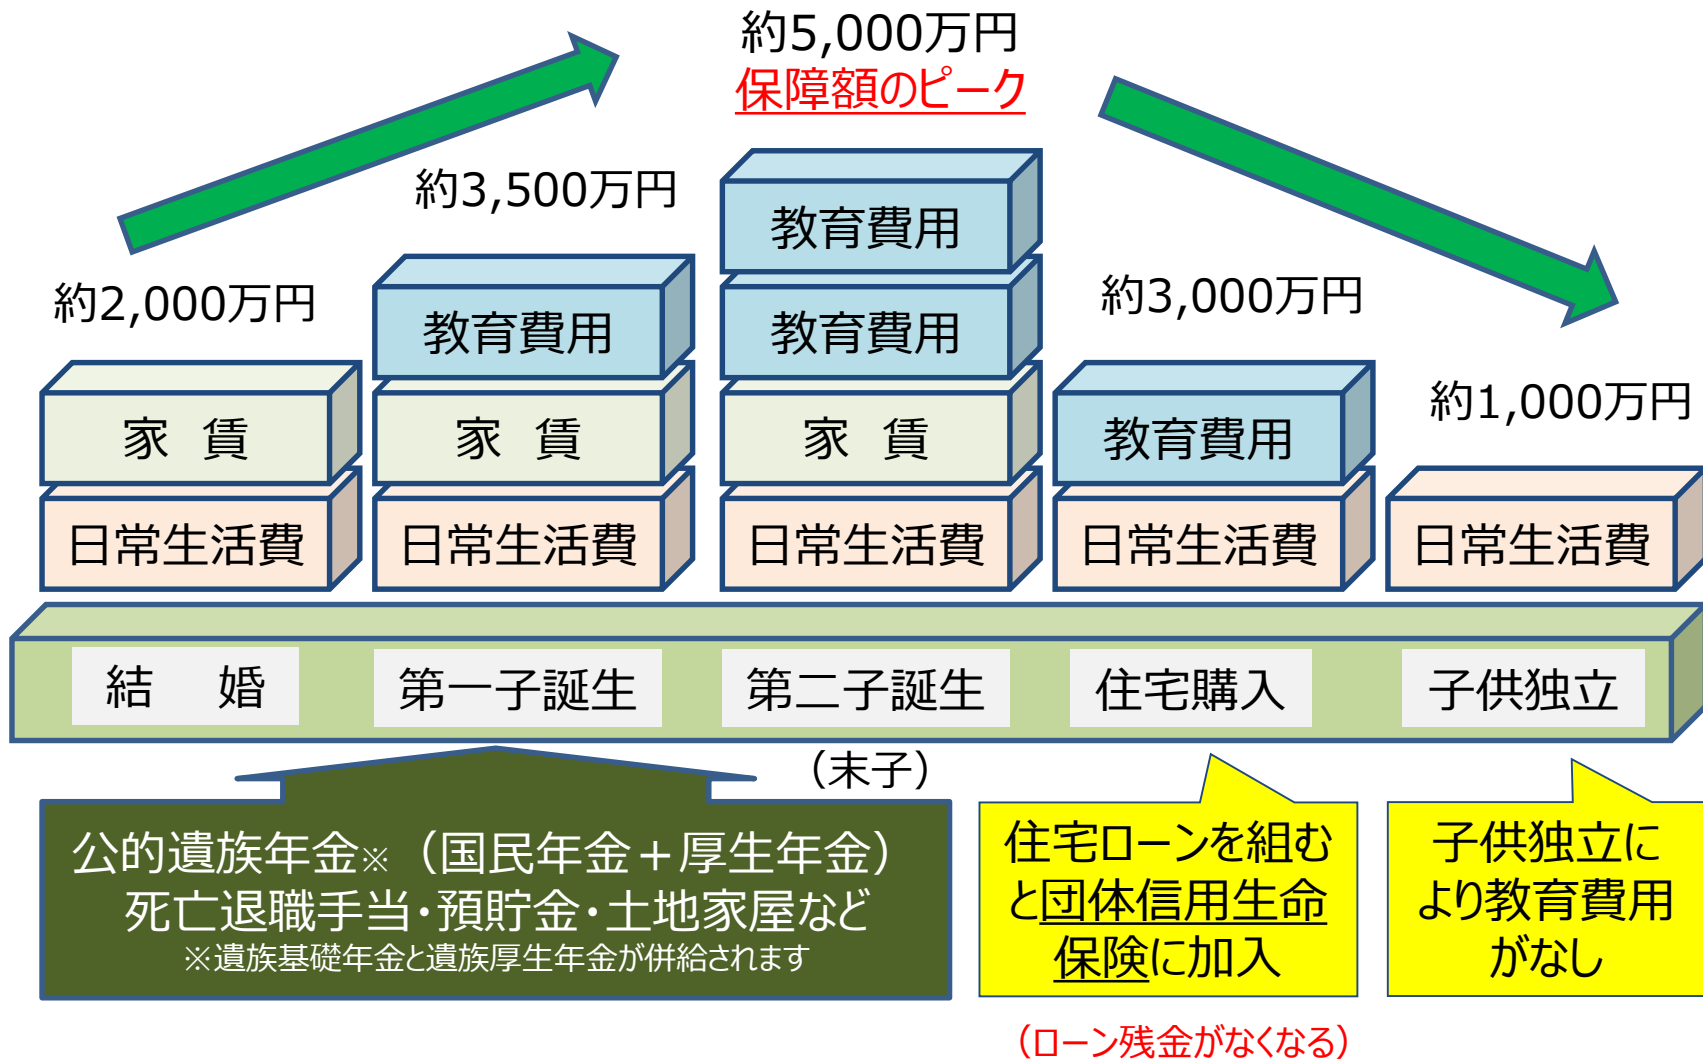 約5,000万円
保障額のピーク
約3,500万円
約2,000万円
約3,000万円
約1,000万円
教育費用
教育費用
教育費用
家 賃
家 賃
家 賃
教育費用
日常生活費
日常生活費
日常生活費
日常生活費
日常生活費
結 婚
第一子誕生
第二子誕生
住宅購入
子供独立
（末子）
公的遺族年金※（国民年金＋厚生年金）
死亡退職手当・預貯金・土地家屋など
※遺族基礎年金と遺族厚生年金が併給されます
住宅ローンを組む
と団体信用生命
保険に加入
子供独立に
より教育費用
がなし
（ローン残金がなくなる）